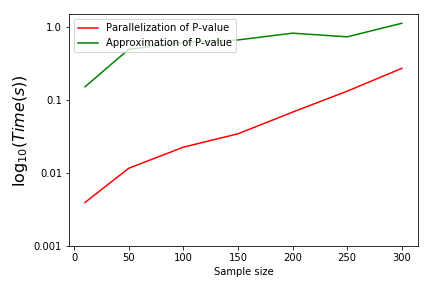 Parallelization of P-value
Approximation of P-value
1.0
0.1
0.01
0.001
log₁₀(Time(s))
0 50 100 150 200 250 300
Sample size